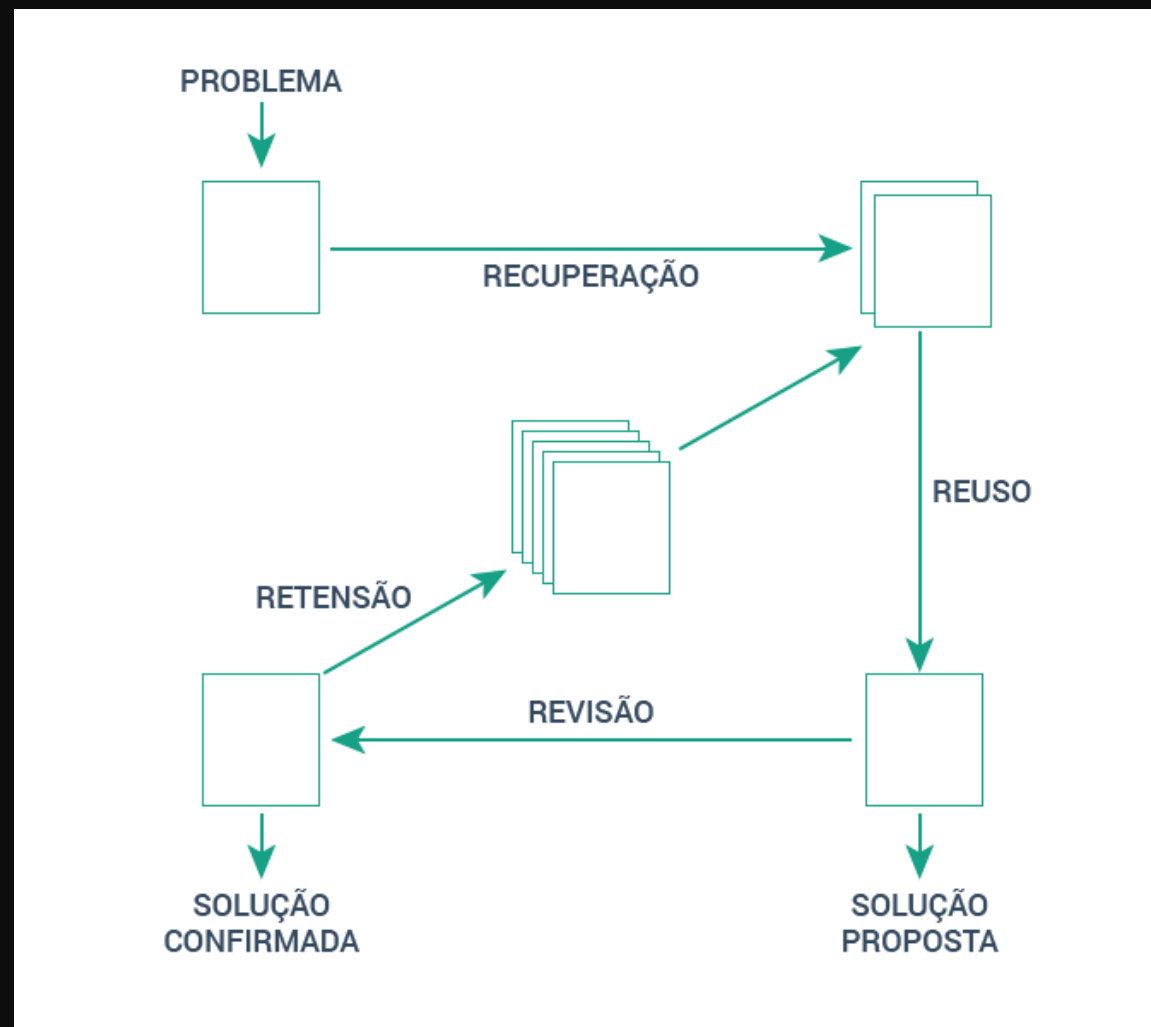 PROBLEMA
RECUPERAÇÃO
REUSO
RETENSÃO
REVISÃO
SOLUÇÃO
CONFIRMADA
SOLUÇÃO
PROPOSTA